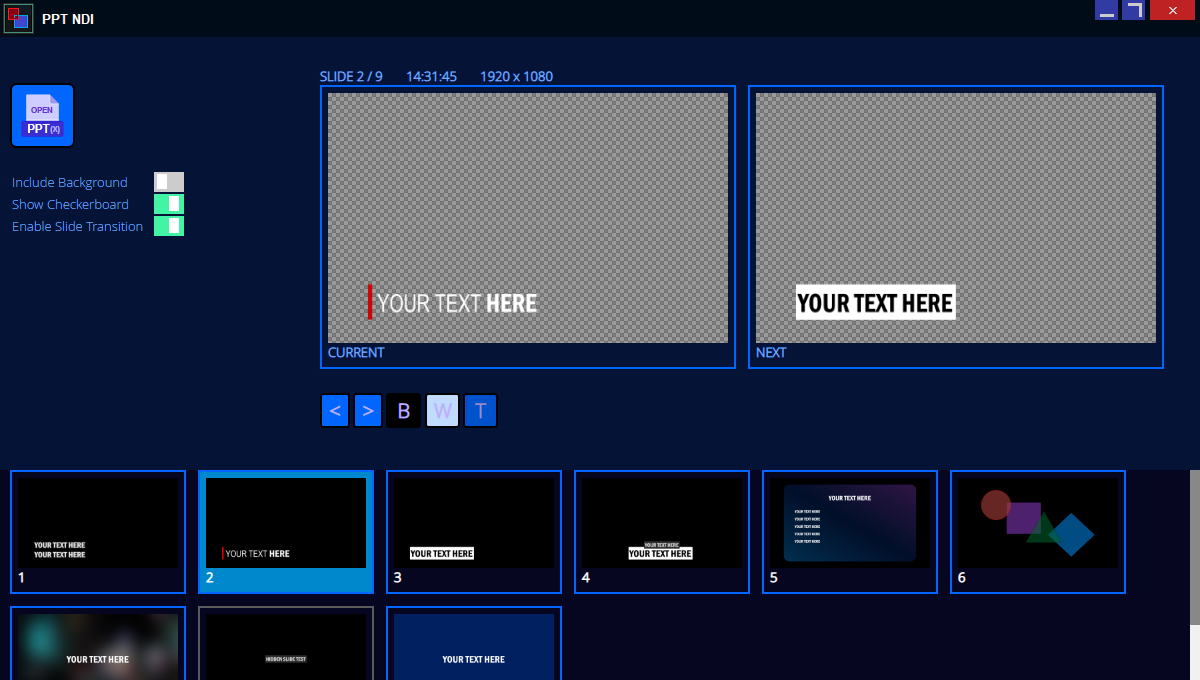 PPT NDI
×
SLIDE 2 / 9 14:31:45 1920 x 1080
OPEN
PPT(X)
Include Background
Show Checkerboard
Enable Slide Transition
YOUR TEXT HERE
CURRENT
YOUR TEXT HERE
NEXT
< > B W T
YOUR TEXT HERE
YOUR TEXT HERE
1
YOUR TEXT HERE
2
YOUR TEXT HERE
3
YOUR TEXT HERE
YOUR TEXT HERE
4
YOUR TEXT HERE
YOUR TEXT HERE
YOUR TEXT HERE
YOUR TEXT HERE
YOUR TEXT HERE
YOUR TEXT HERE
5
6
YOUR TEXT HERE
HIDDEN SLIDE TEST
YOUR TEXT HERE